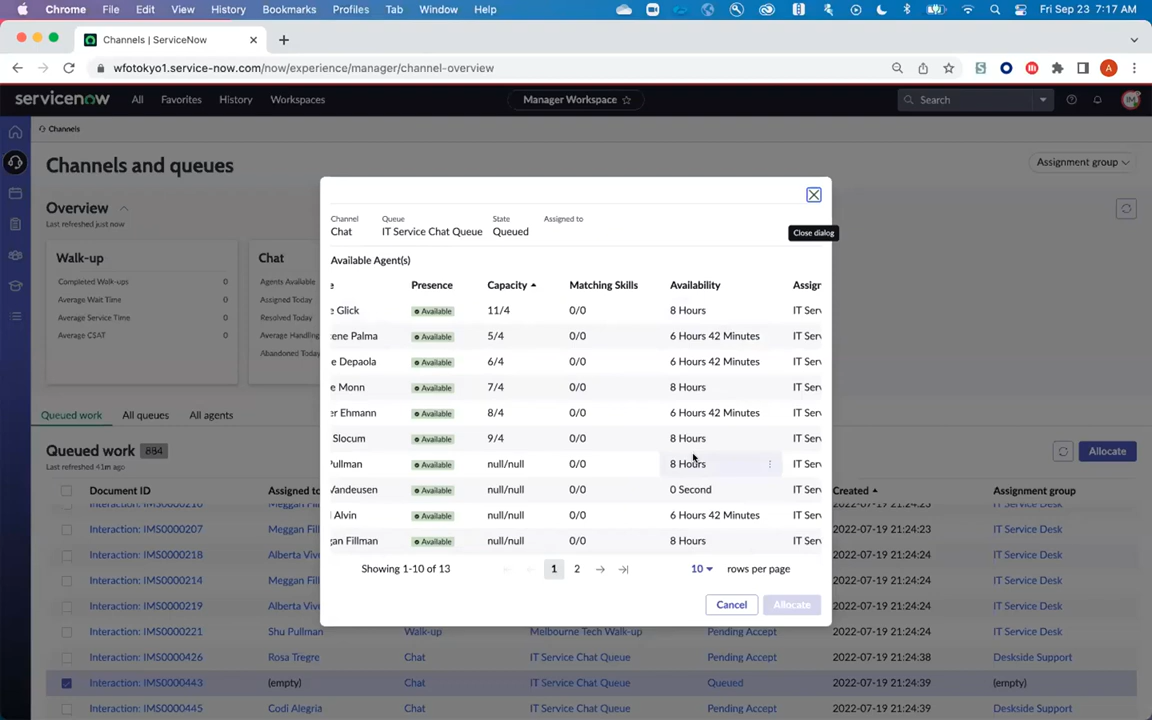 Chrome File Edit View History Bookmarks Profiles Tab Window Help Fri Sep 23 7:17 AM
Channels | ServiceNow
wfotokyo1.service-now.com/now/experience/manager/channel-overview
A
servicenow All Favorites History Workspaces Manager Workspace Search IM
Channels
Channels and queues Assignment group
Overview
Last refreshed just now
Walk-up
Completed Walk-ups 0
Average Wait Time 0
Average Service Time 0
Average CSAT 0
Chat
Agents Available
Assigned Today
Resolved Today
Average Handling
Abandoned Today
Close dialog
Channel Queue State Assigned to
Chat IT Service Chat Queue Queued
Available Agent(s)
e Presence Capacity Matching Skills Availability Assign
e Glick Available 11/4 0/0 8 Hours IT Serv
ene Palma Available 5/4 0/0 6 Hours 42 Minutes IT Serv
e Depaola Available 6/4 0/0 6 Hours 42 Minutes IT Serv
e Monn Available 7/4 0/0 8 Hours IT Serv
er Ehmann Available 8/4 0/0 6 Hours 42 Minutes IT Serv
Slocum Available 9/4 0/0 8 Hours IT Serv
Pullman Available null/null 0/0 8 Hours IT Serv
Vandeusen Available null/null 0/0 0 Second IT Serv
Alvin Available null/null 0/0 6 Hours 42 Minutes IT Serv
an Fillman Available null/null 0/0 8 Hours IT Serv
Showing 1-10 of 13 1 2 10 rows per page
Cancel Allocate
Queued work All queues All agents
Queued work 884 Allocate
Last refreshed 41m ago
Document ID Assigned to Created Assignment group
Interaction: IMS0000207 Meggan Fil 2022-07-19 21:24:23 IT Service Desk
Interaction: IMS0000218 Alberta Viv 2022-07-19 21:24:23 IT Service Desk
Interaction: IMS0000214 Meggan Fil 2022-07-19 21:24:23 IT Service Desk
Interaction: IMS0000219 Alberta Viv 2022-07-19 21:24:24 IT Service Desk
Interaction: IMS0000221 Shu Pullman Walk-up Melbourne Tech Walk-up Pending Accept 2022-07-19 21:24:24 IT Service Desk
Interaction: IMS0000426 Rosa Tregre Chat IT Service Chat Queue Pending Accept 2022-07-19 21:24:38 Deskside Support
Interaction: IMS0000443 (empty) Chat IT Service Chat Queue Queued 2022-07-19 21:24:39 (empty)
Interaction: IMS0000445 Codi Alegria Chat IT Service Chat Queue Pending Accept 2022-07-19 21:24:39 Deskside Support